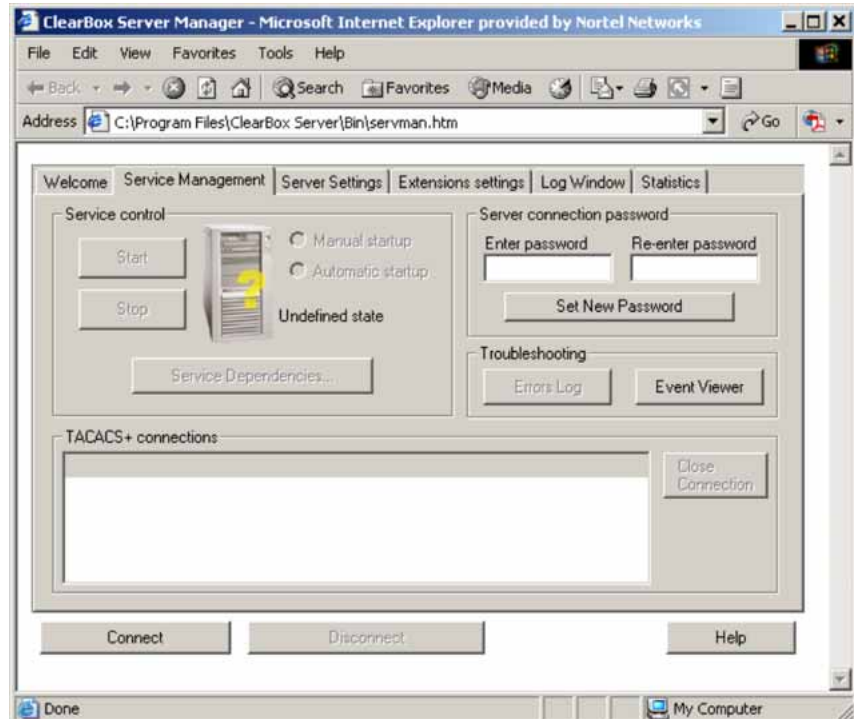 ClearBox Server Manager - Microsoft Internet Explorer provided by Nortel Networks
File Edit View Favorites Tools Help
Back Search Favorites Media
Address C:\Program Files\ClearBox Server\Bin\servman.htm Go
Welcome Service Management Server Settings Extensions settings Log Window Statistics
Service control
Start
Stop
Manual startup
Automatic startup
?
Undefined state
Service Dependencies...
Server connection password
Enter password Re-enter password
Set New Password
Troubleshooting
Errors Log Event Viewer
TACACS+ connections
Close
Connection
Connect Disconnect Help
Done My Computer